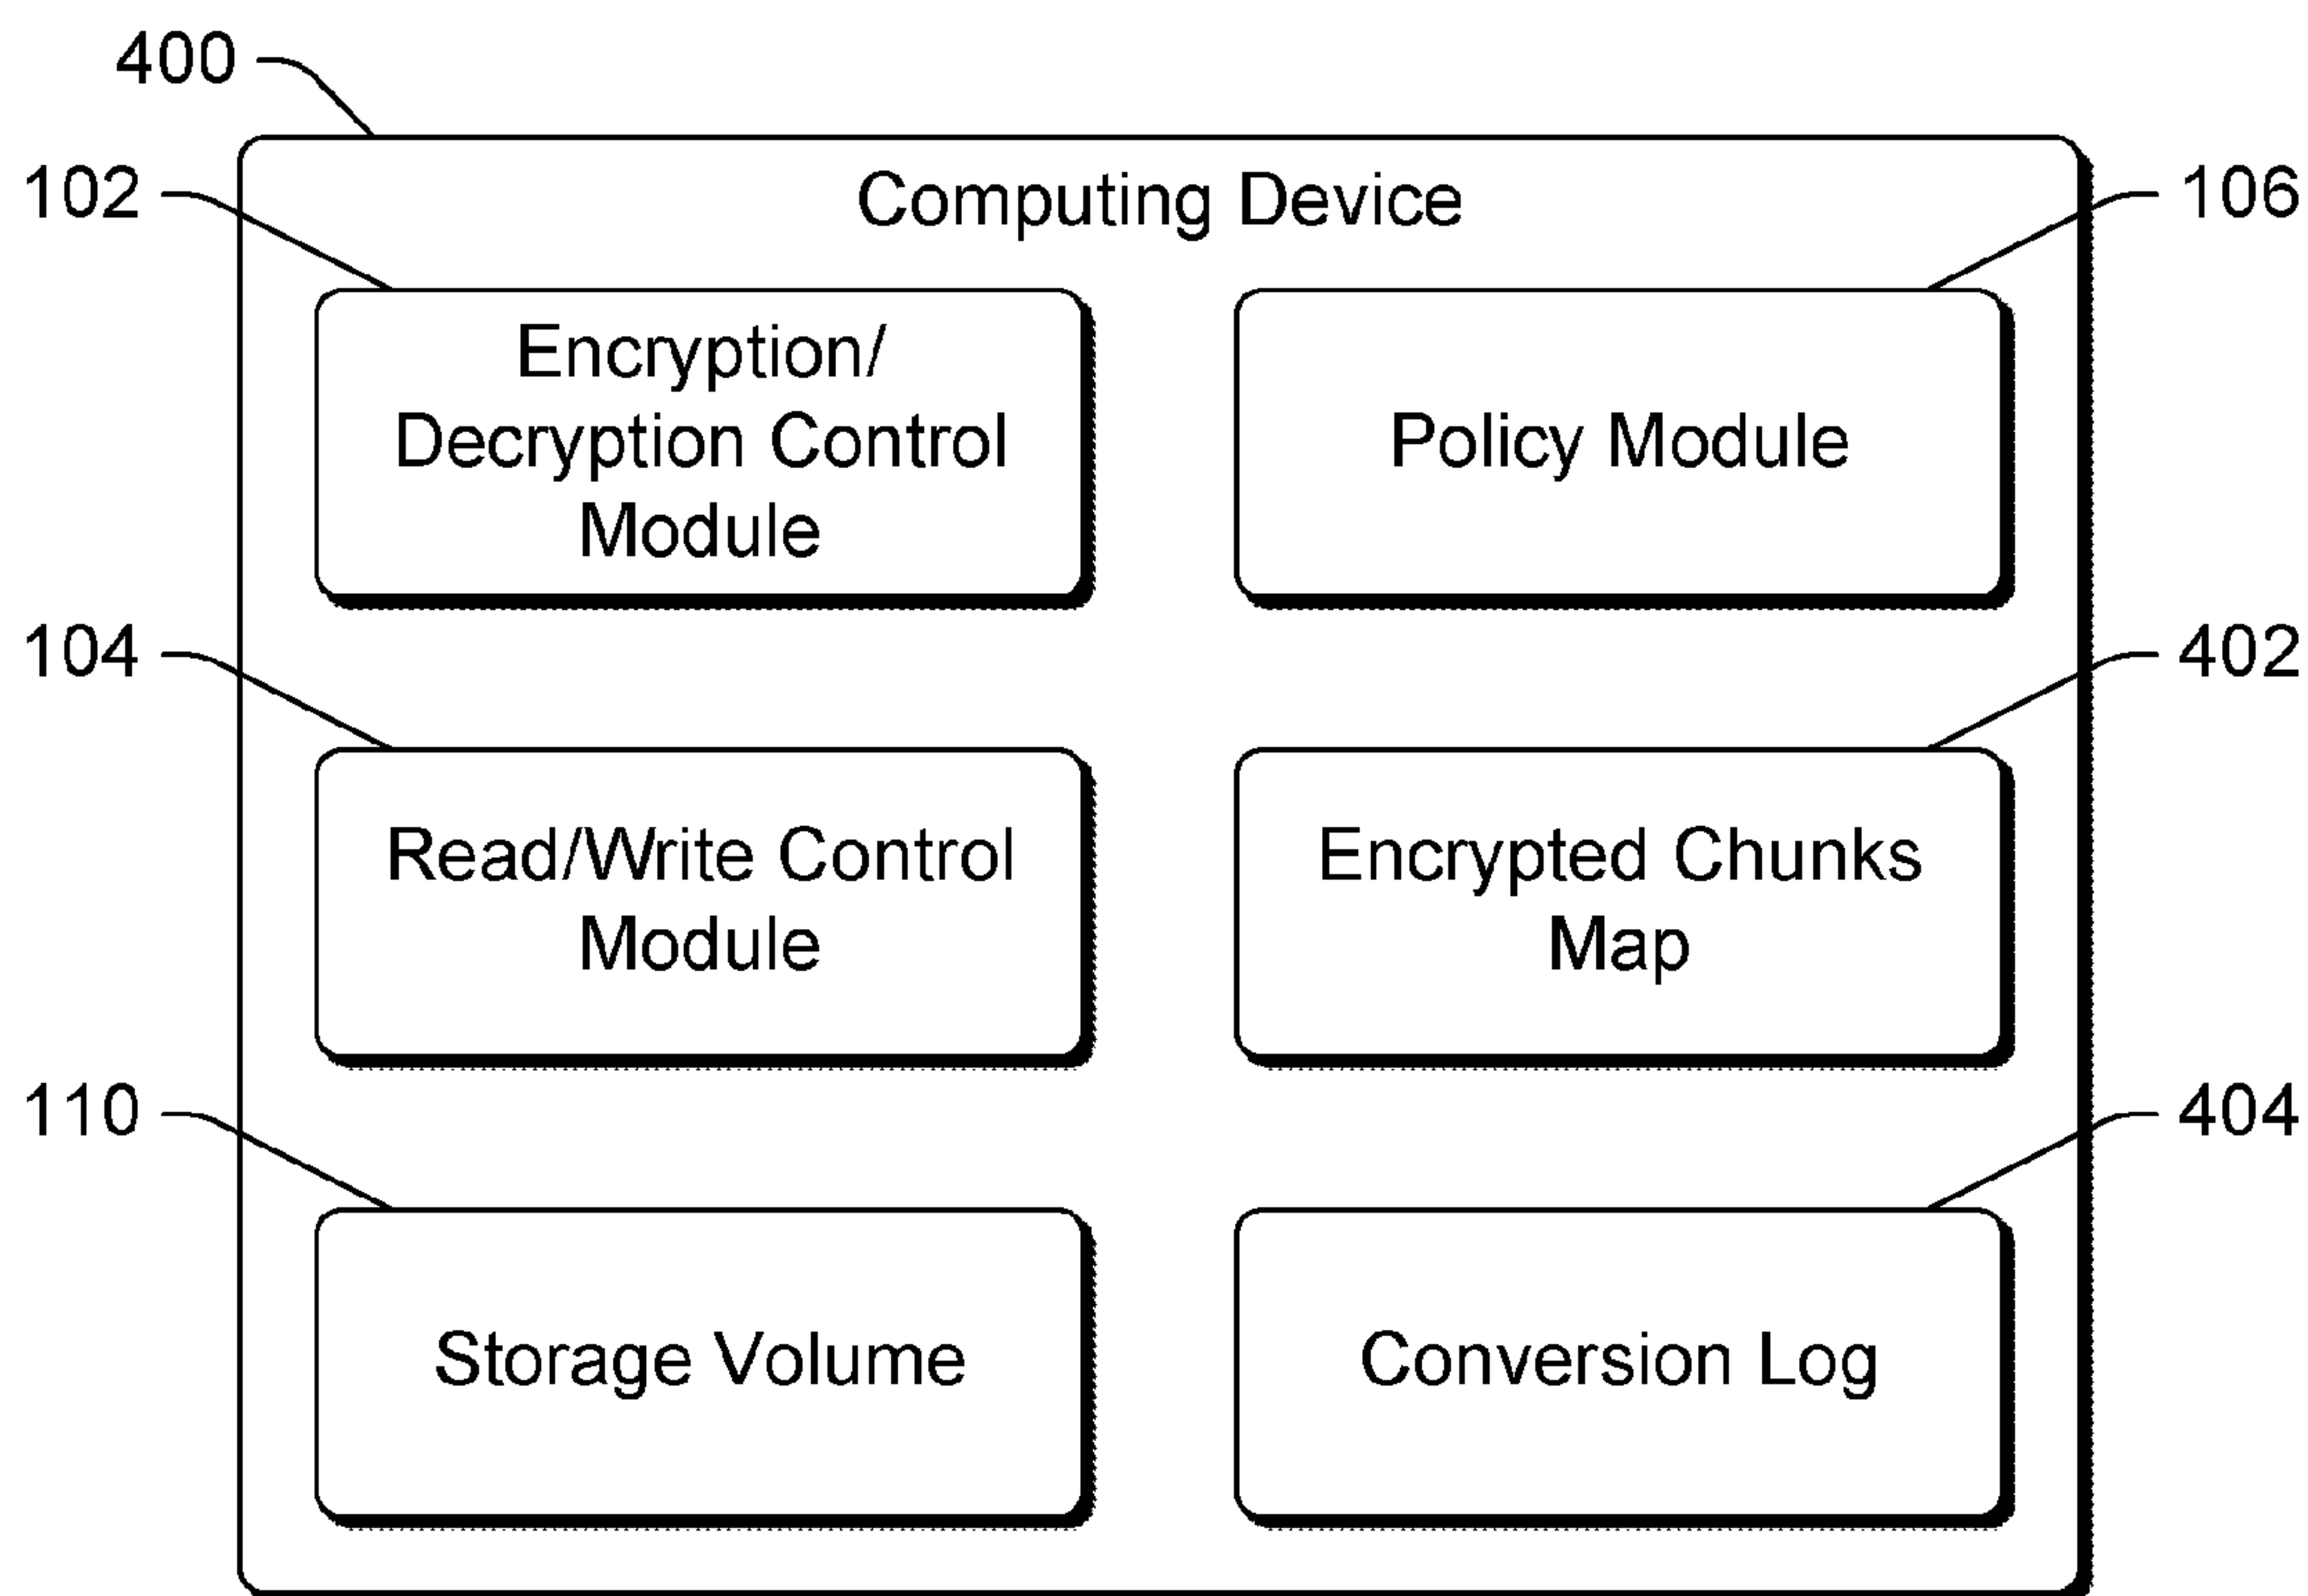 400
Computing Device
102
106
Encryption/
Decryption Control
Module
Policy Module
104
402
Read/Write Control
Module
Encrypted Chunks
Map
110
404
Storage Volume
Conversion Log